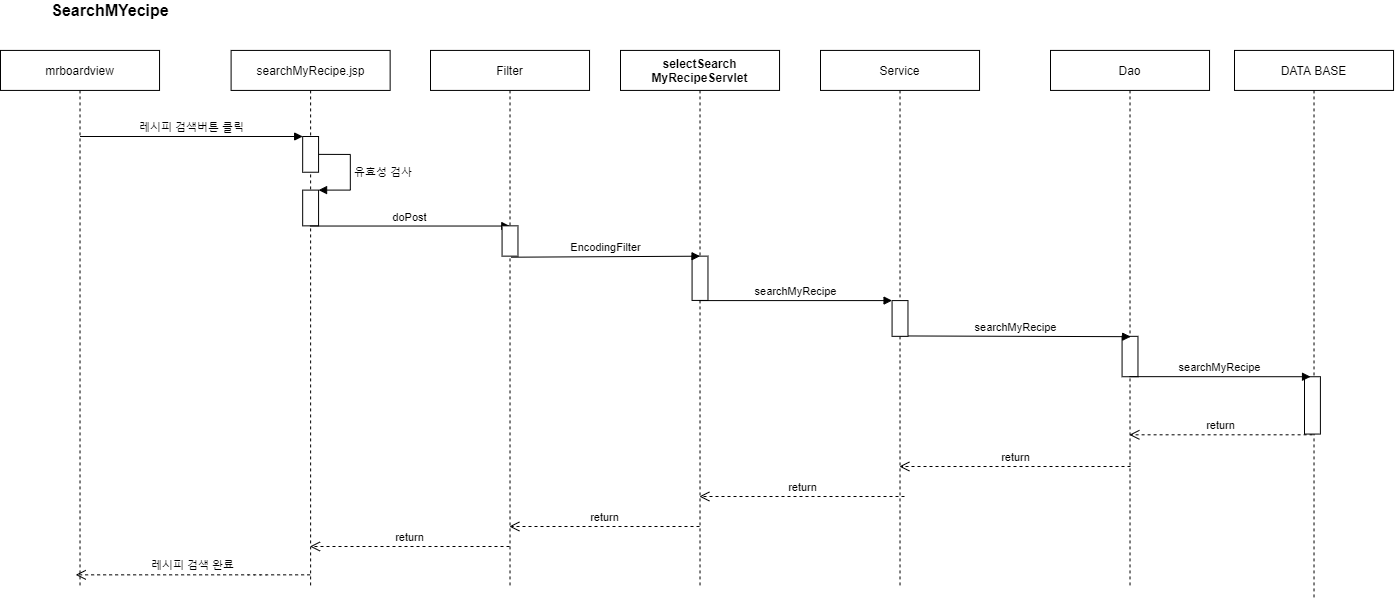 SearchMYecipe
mrboardview
searchMyRecipe.jsp
Filter
selectSearch
MyRecipeServlet
Service
Dao
DATA BASE
레시피 검색버튼 클릭
유효성 검사
doPost
EncodingFilter
searchMyRecipe
searchMyRecipe
searchMyRecipe
return
return
return
return
return
레시피 검색 완료